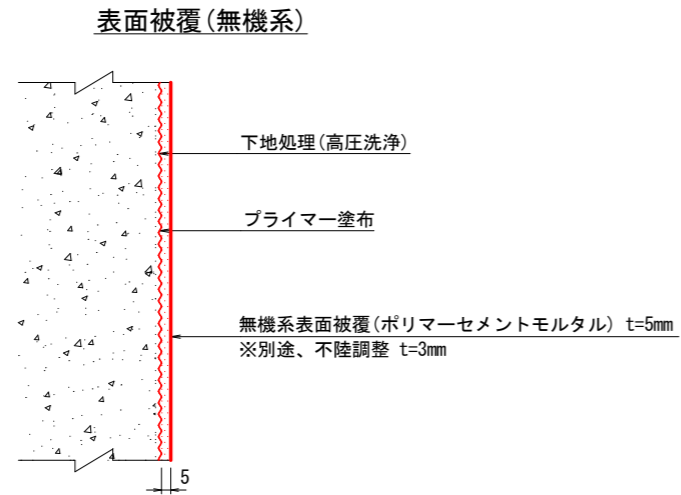 表面被覆(無機系)
下地処理(高圧洗浄)
プライマー塗布
無機系表面被覆(ポリマーセメントモルタル) t=5mm
※別途、不陸調整 t=3mm
5